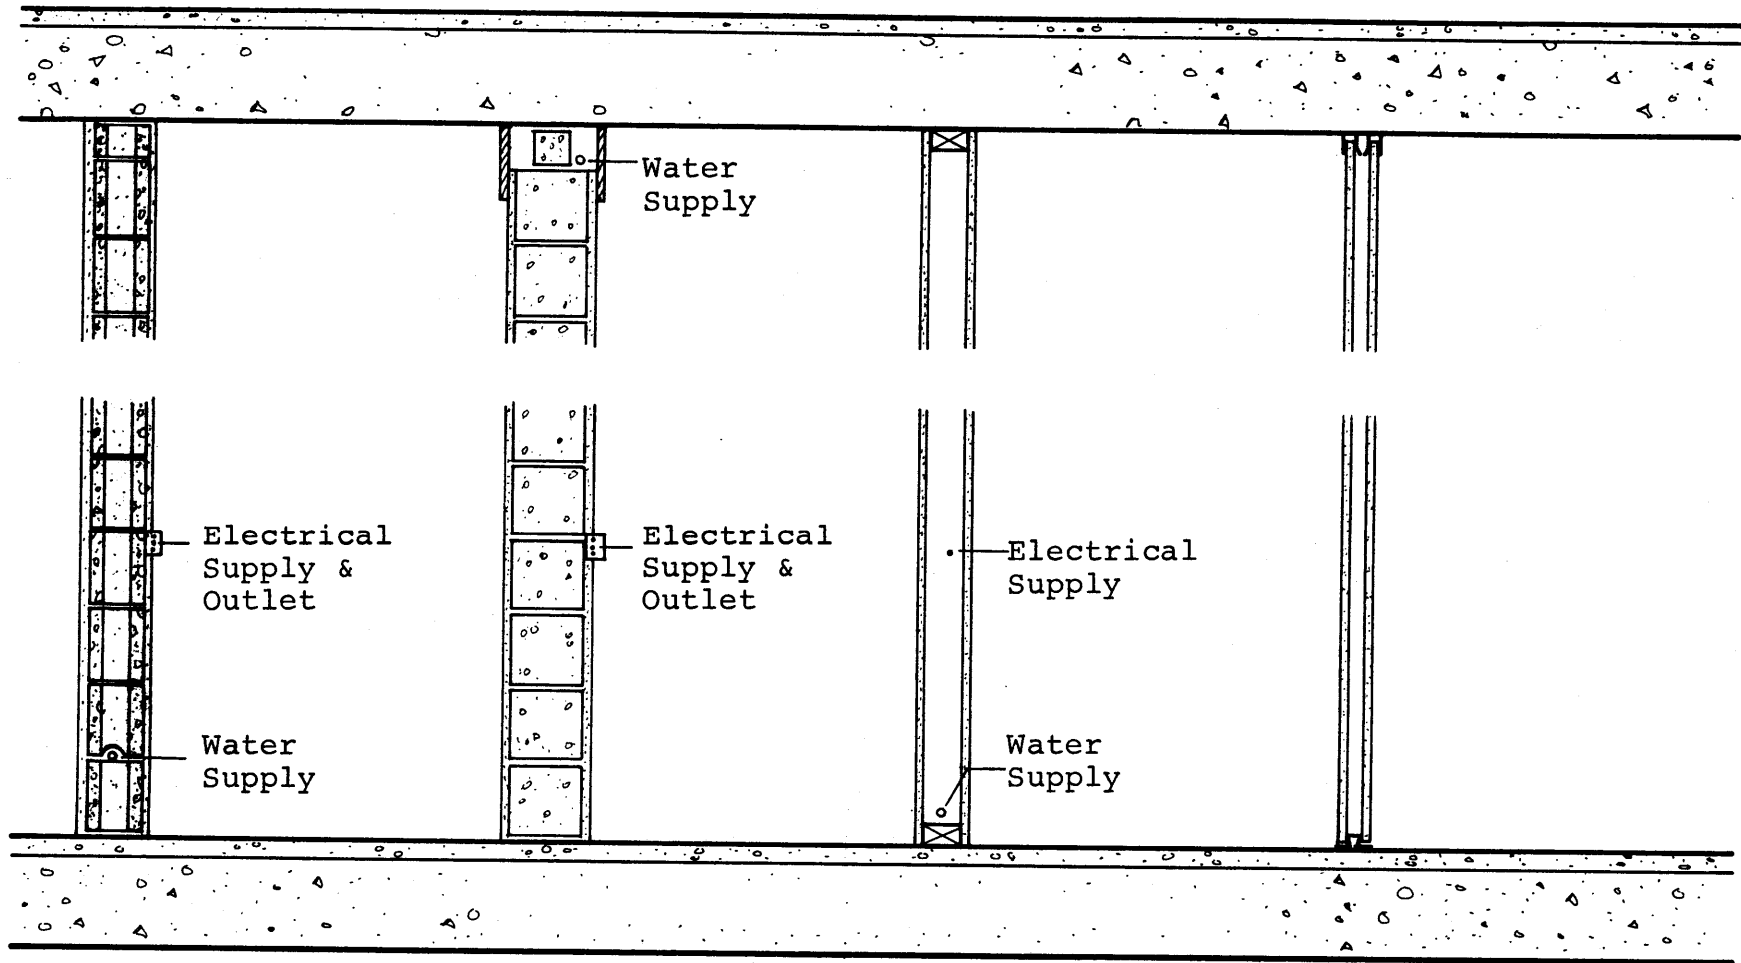 Water
Supply
Electrical
Supply &
Outlet
Electrical
Supply &
Outlet
Electrical
Supply
Water
Supply
Water
Supply